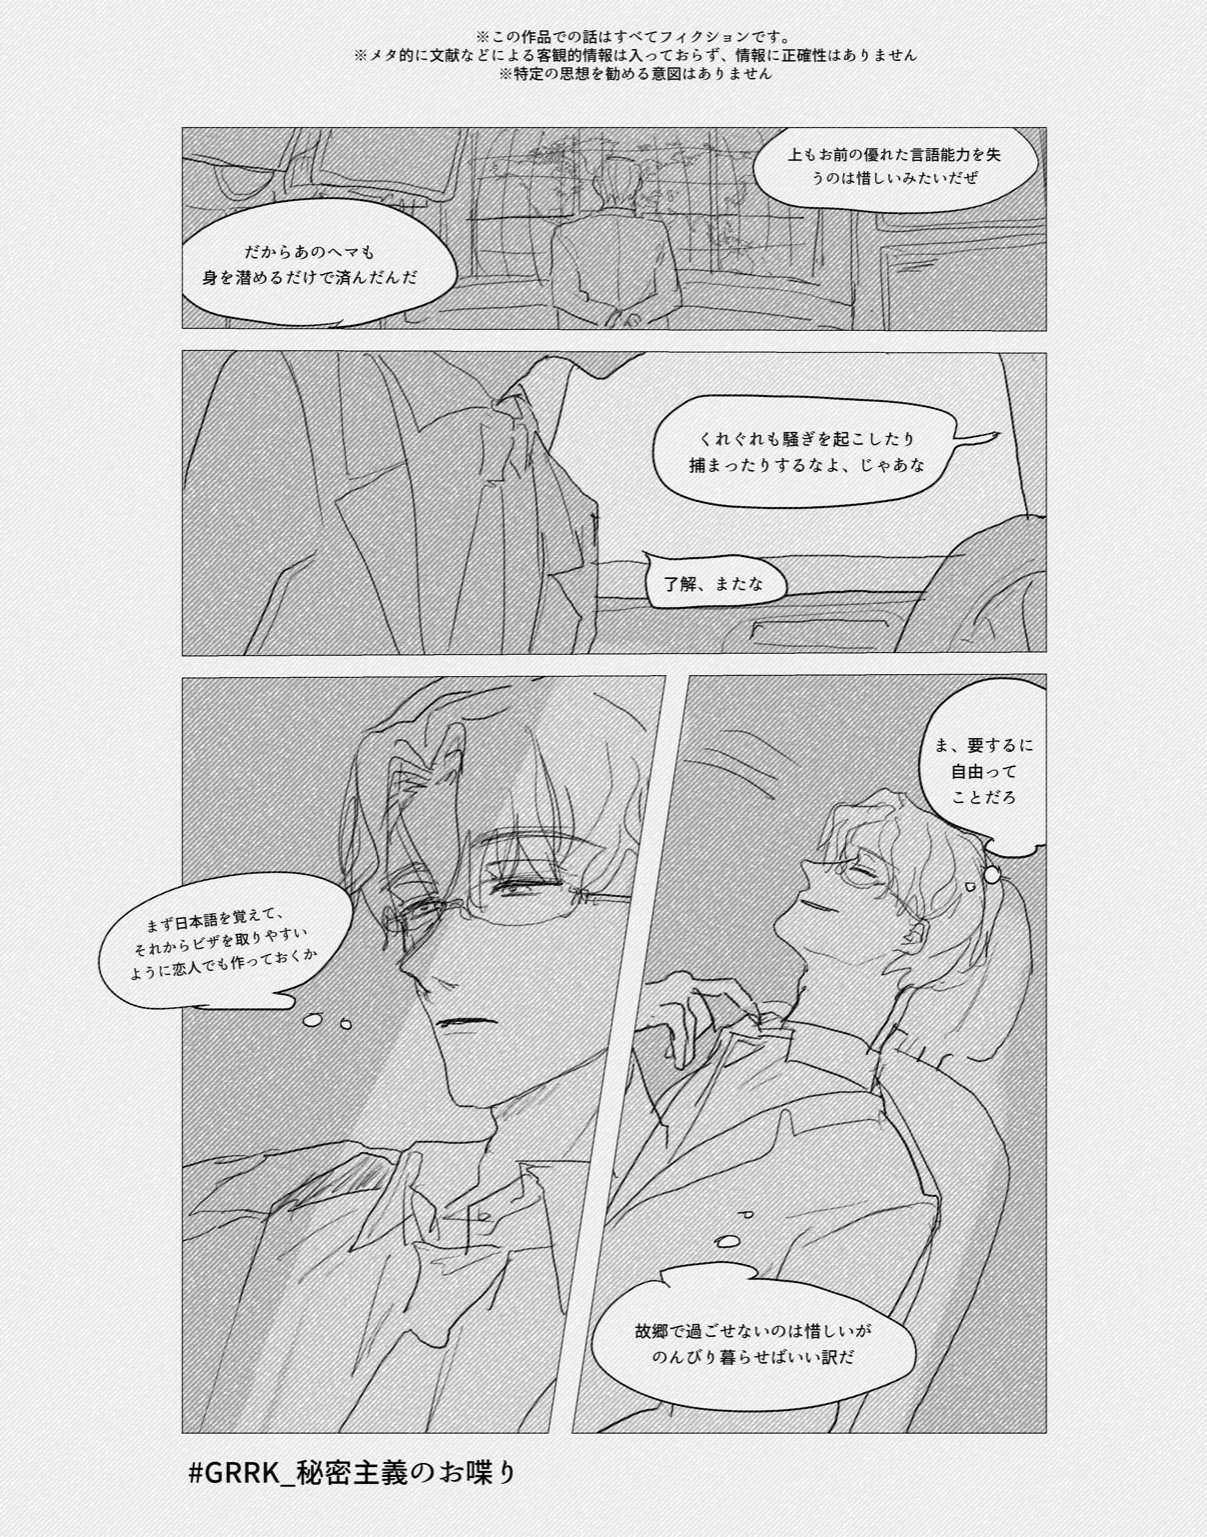 ※この作品での話はすべてフィクションです。
※メタ的に文献などによる客観的情報は入っておらず、情報に正確性はありません
※特定の思想を勧める意図はありません
上もお前の優れた言語能力を失
うのは惜しいみたいだぜ
だからあのヘマも
身を潜めるだけで済んだんだ
くれぐれも騒ぎを起こしたり
捕まったりするなよ、じゃあな
了解、またな
ま、要するに
自由って
ことだろ
まず日本語を覚えて、
それからビザを取りやすい
ように恋人でも作っておくか
故郷で過ごせないのは惜しいが
のんびり暮らせばいい訳だ
#GRRK_秘密主義のお喋り